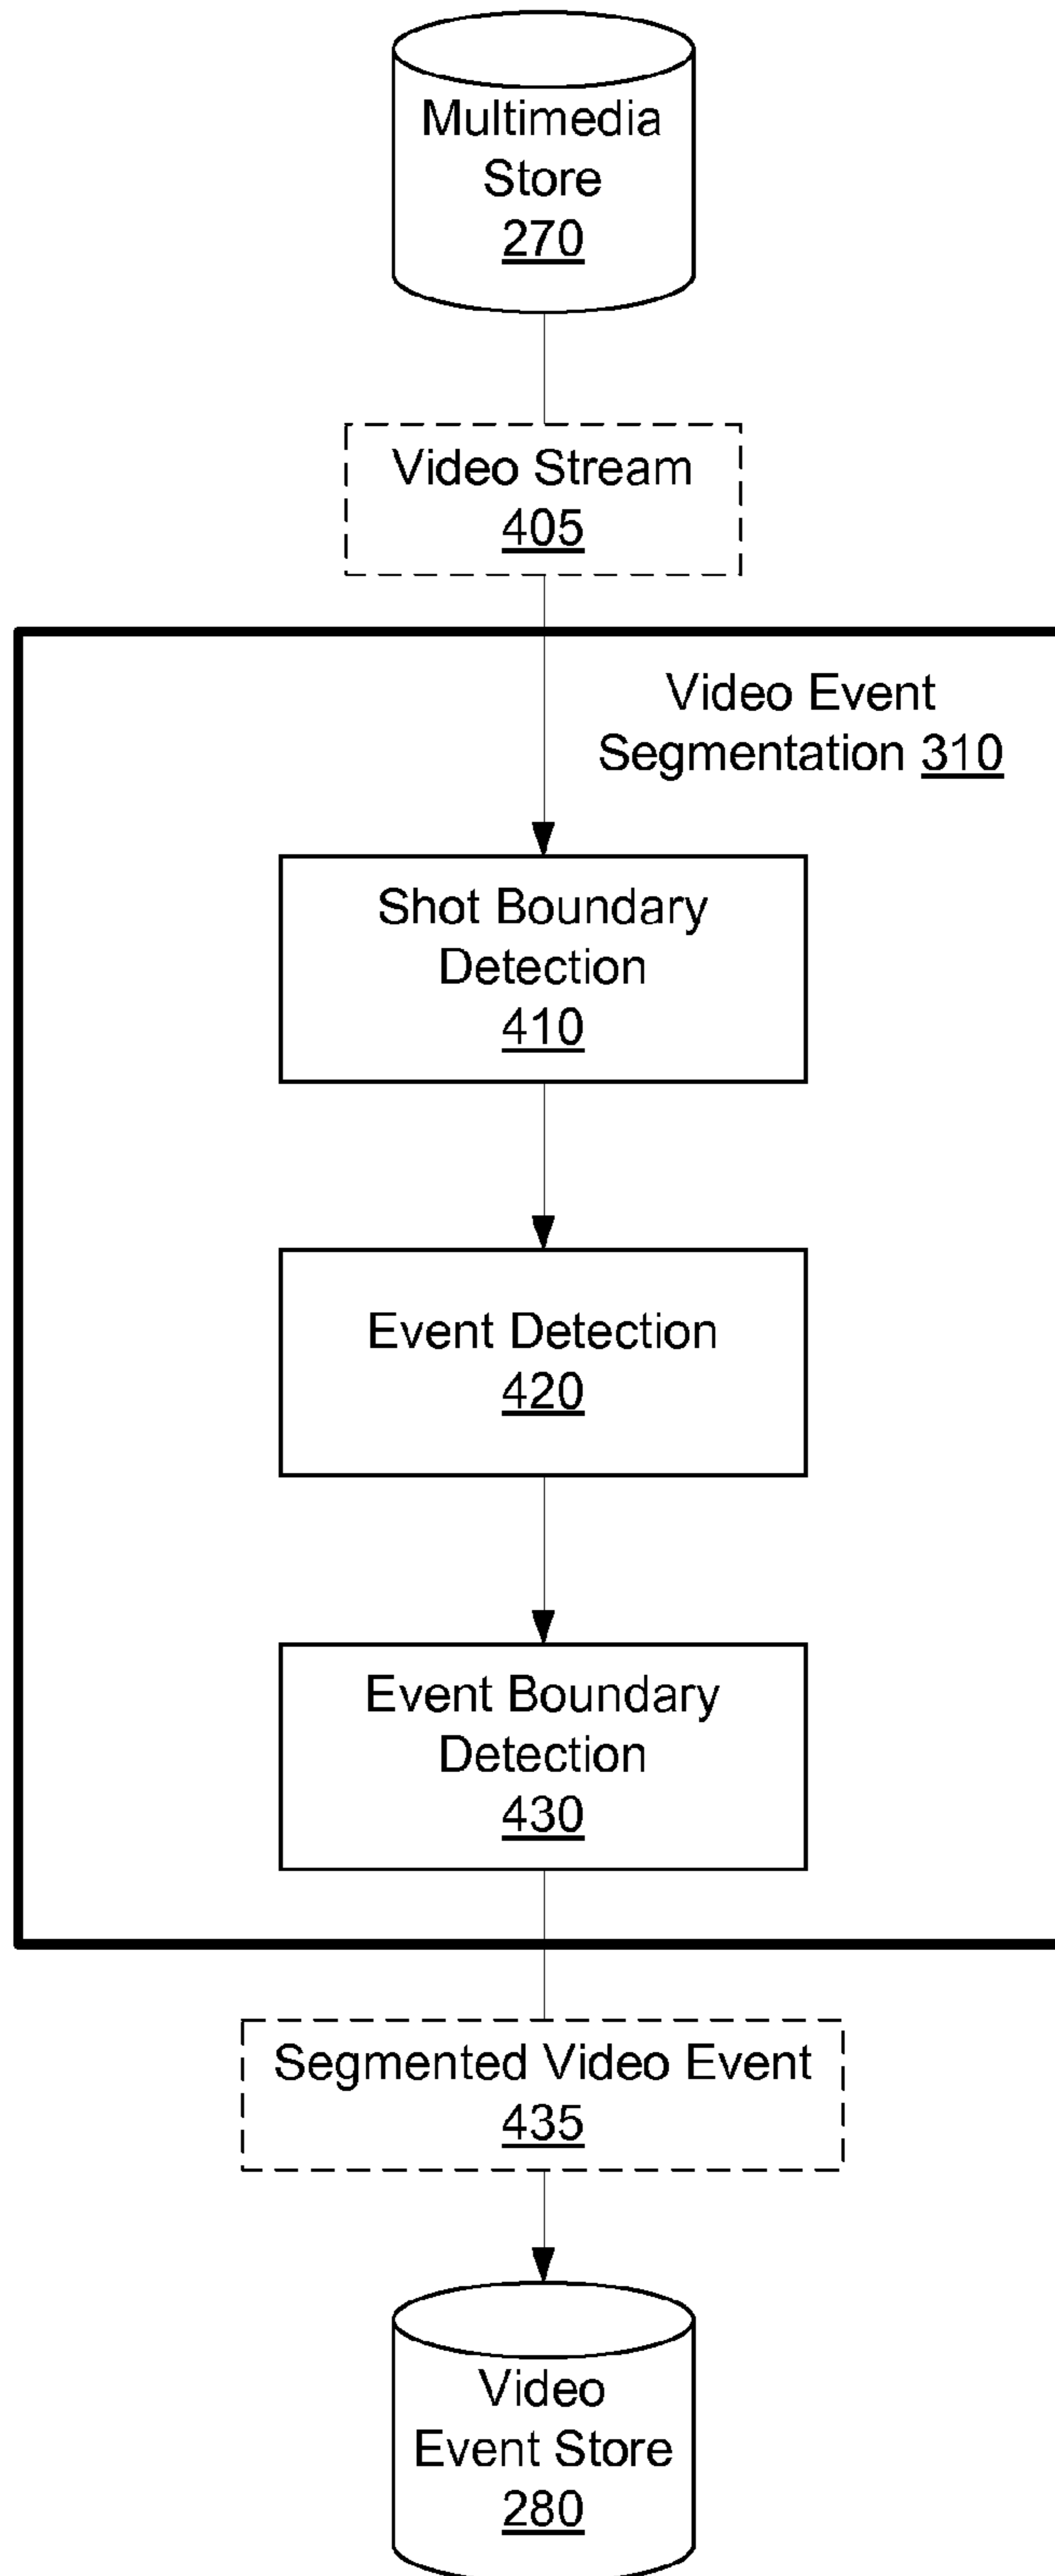 Multimedia
Store
270
Video Stream
405
Video Event
Segmentation 310
Shot Boundary
Detection
410
Event Detection
420
Event Boundary
Detection
430
Segmented Video Event
435
Video
Event Store
280